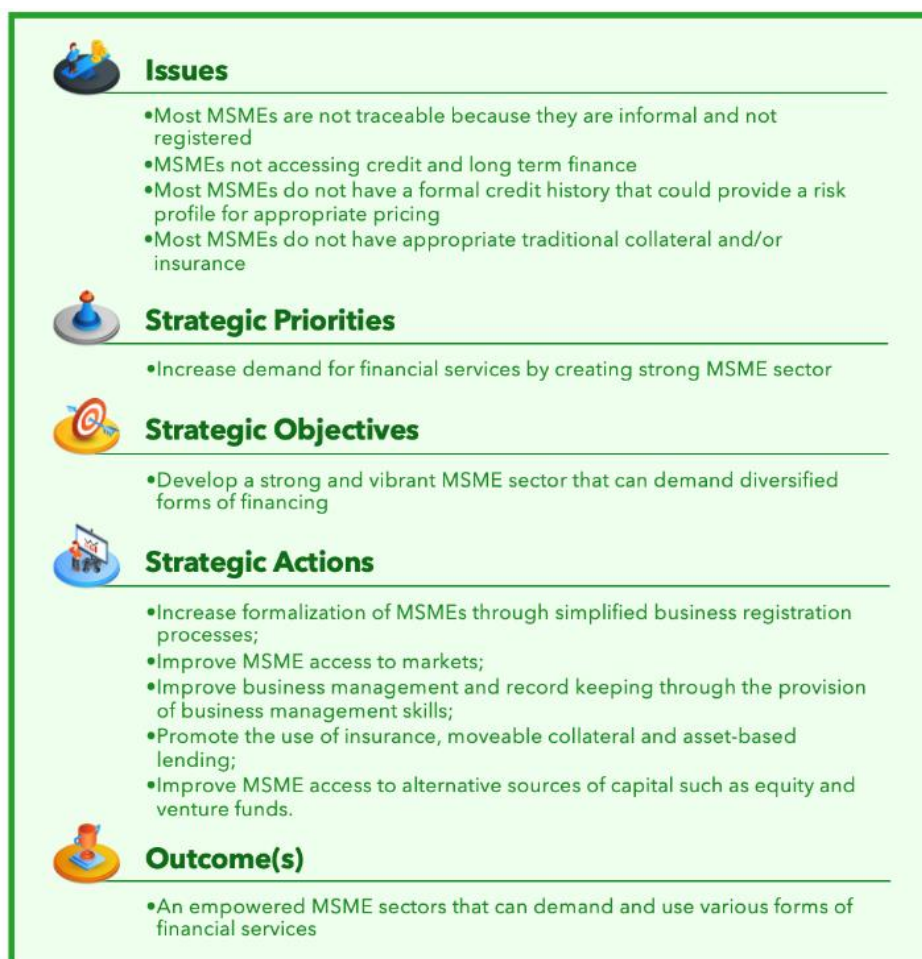 Issues
•Most MSMEs are not traceable because they are informal and not
registered
•MSMEs not accessing credit and long term finance
•Most MSMEs do not have a formal credit history that could provide a risk
profile for appropriate pricing
•Most MSMEs do not have appropriate traditional collateral and/or
insurance
Strategic Priorities
•Increase demand for financial services by creating strong MSME sector
Strategic Objectives
•Develop a strong and vibrant MSME sector that can demand diversified
forms of financing
Strategic Actions
•Increase formalization of MSMEs through simplified business registration
processes;
•Improve MSME access to markets;
•Improve business management and record keeping through the provision
of business management skills;
•Promote the use of insurance, moveable collateral and asset-based
lending;
•Improve MSME access to alternative sources of capital such as equity and
venture funds.
Outcome(s)
•An empowered MSME sectors that can demand and use various forms of
financial services